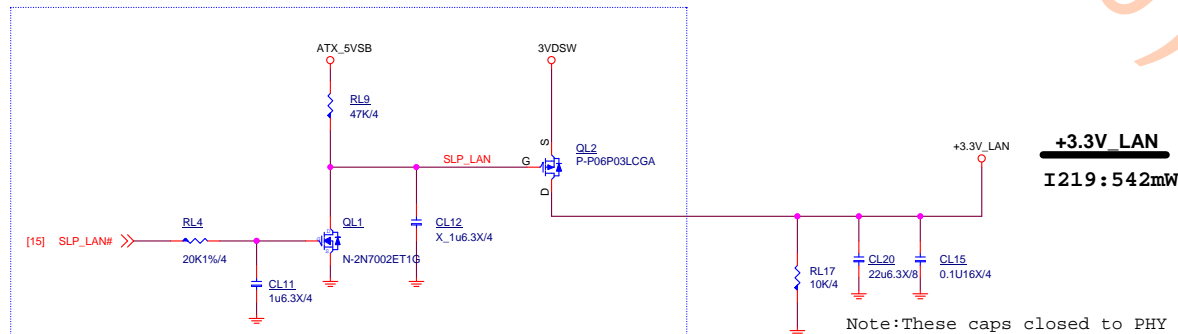 ATX_5VSB
3VDSW
RL9
47K/4
S
SLP_LAN
G
QL2
P-P06P03LCGA
D
+3.3V_LAN
+3.3V_LAN
I219:542mW
[15] SLP_LAN#
RL4
20K1%/4
QL1
N-2N7002ET1G
CL12
X_1u6.3X/4
CL11
1u6.3X/4
RL17
10K/4
CL20
22u6.3X/8
CL15
0.1U16X/4
Note:These caps closed to PHY